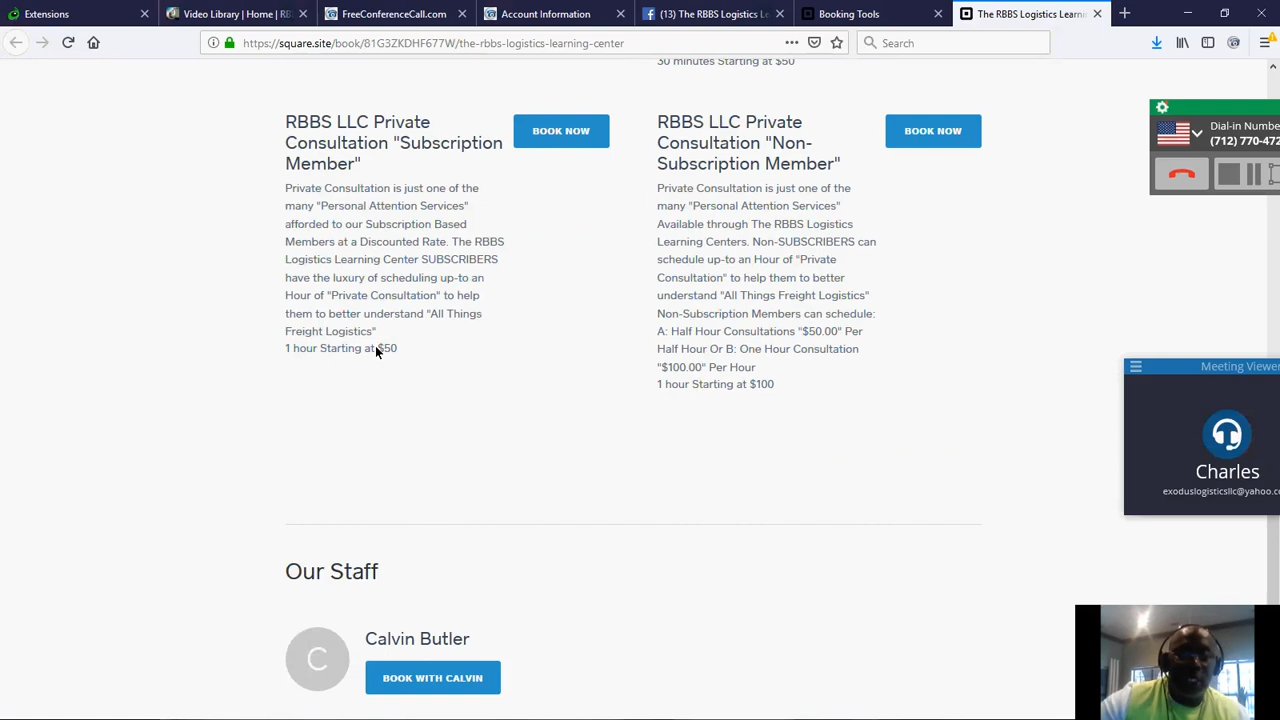 Extensions
Video Library | Home | RB
FreeConferenceCall.com
Account Information
(13) The RBBS Logistics L
Booking Tools
The RBBS Logistics Learni
https://square.site/book/81G3ZKDHF677W/the-rbbs-logistics-learning-center
Search
30 minutes Starting at $50
RBBS LLC Private
Consultation "Subscription
Member"
BOOK NOW
Private Consultation is just one of the
many "Personal Attention Services"
afforded to our Subscription Based
Members at a Discounted Rate. The RBBS
Logistics Learning Center SUBSCRIBERS
have the luxury of scheduling up-to an
Hour of "Private Consultation" to help
them to better understand "All Things
Freight Logistics"
1 hour Starting at $50
RBBS LLC Private
Consultation "Non-
Subscription Member"
BOOK NOW
Private Consultation is just one of the
many "Personal Attention Services"
Available through The RBBS Logistics
Learning Centers. Non-SUBSCRIBERS can
schedule up-to an Hour of "Private
Consultation" to help them to better
understand "All Things Freight Logistics"
Non-Subscription Members can schedule:
A: Half Hour Consultations "$50.00" Per
Half Hour Or B: One Hour Consultation
"$100.00" Per Hour
1 hour Starting at $100
Dial-in Numbe
(712) 770-472
Meeting Viewer
Charles
exoduslogisticsllc@yahoo.c
Our Staff
C
Calvin Butler
BOOK WITH CALVIN